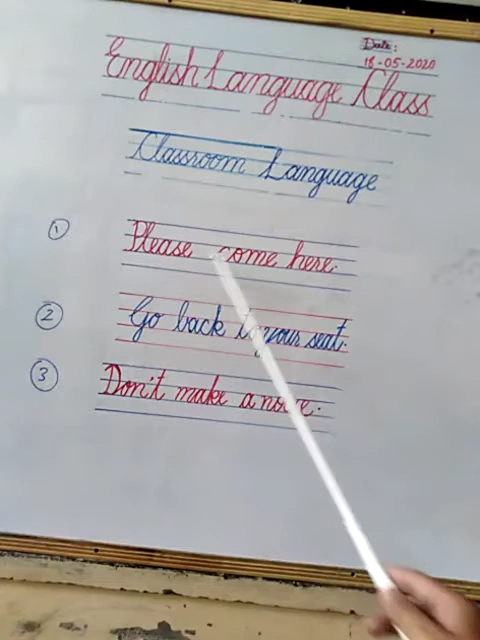 Date:
18-05-2020
English Language Class
Classroom Language
1 Please come here.
2 Go back to your seat.
3 Don't make a noise.